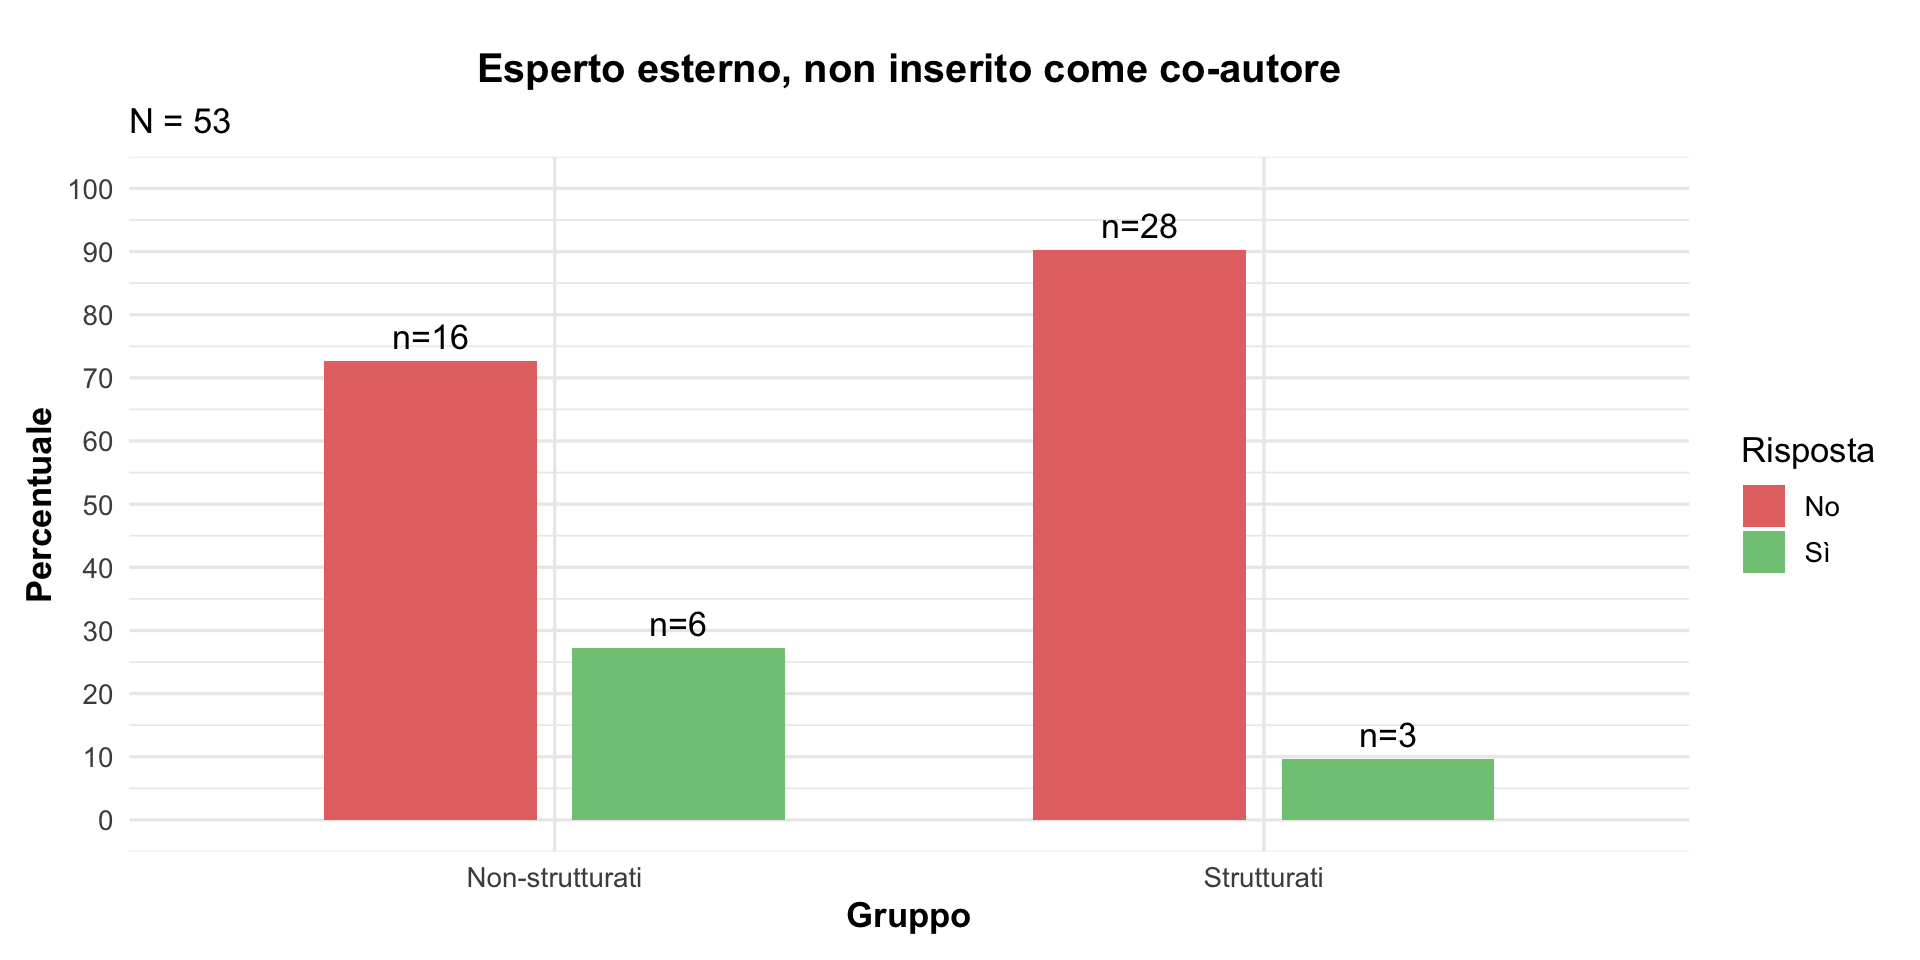 Esperto esterno, non inserito come co-autore
N = 53
100
90
80
70
60
50
40
30
20
10
0
Percentuale
n=16
n=6
n=28
n=3
Non-strutturati
Strutturati
Gruppo
Risposta
No
Sì